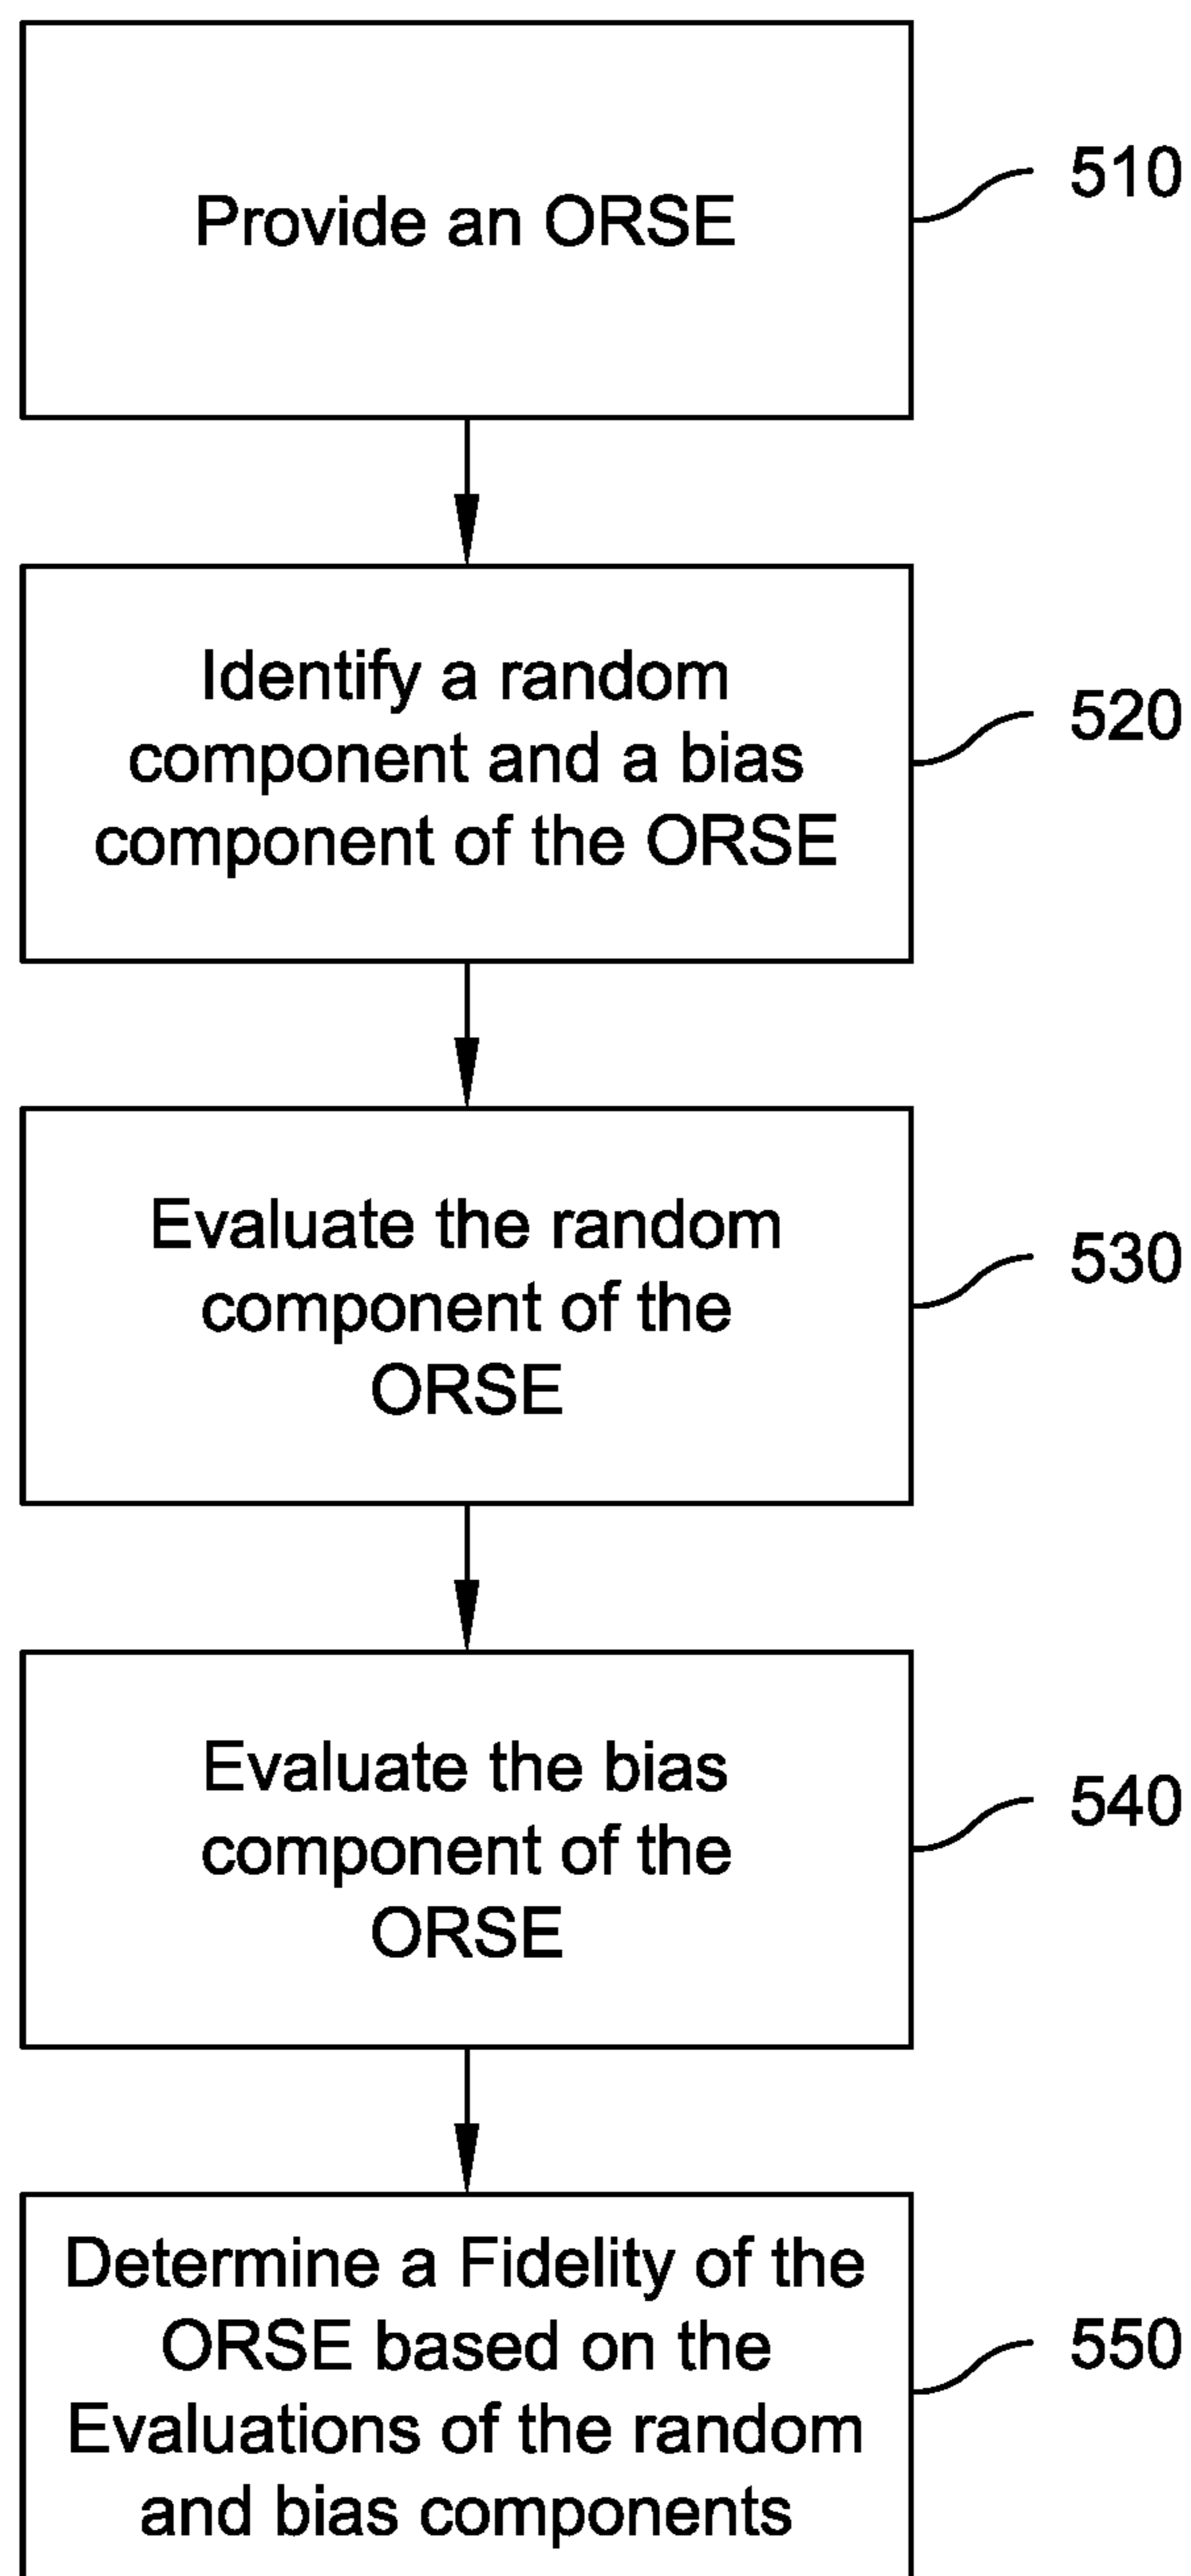 Provide an ORSE
510
Identify a random
component and a bias
component of the ORSE
520
Evaluate the random
component of the
ORSE
530
Evaluate the bias
component of the
ORSE
540
Determine a Fidelity of the
ORSE based on the
Evaluations of the random
and bias components
550